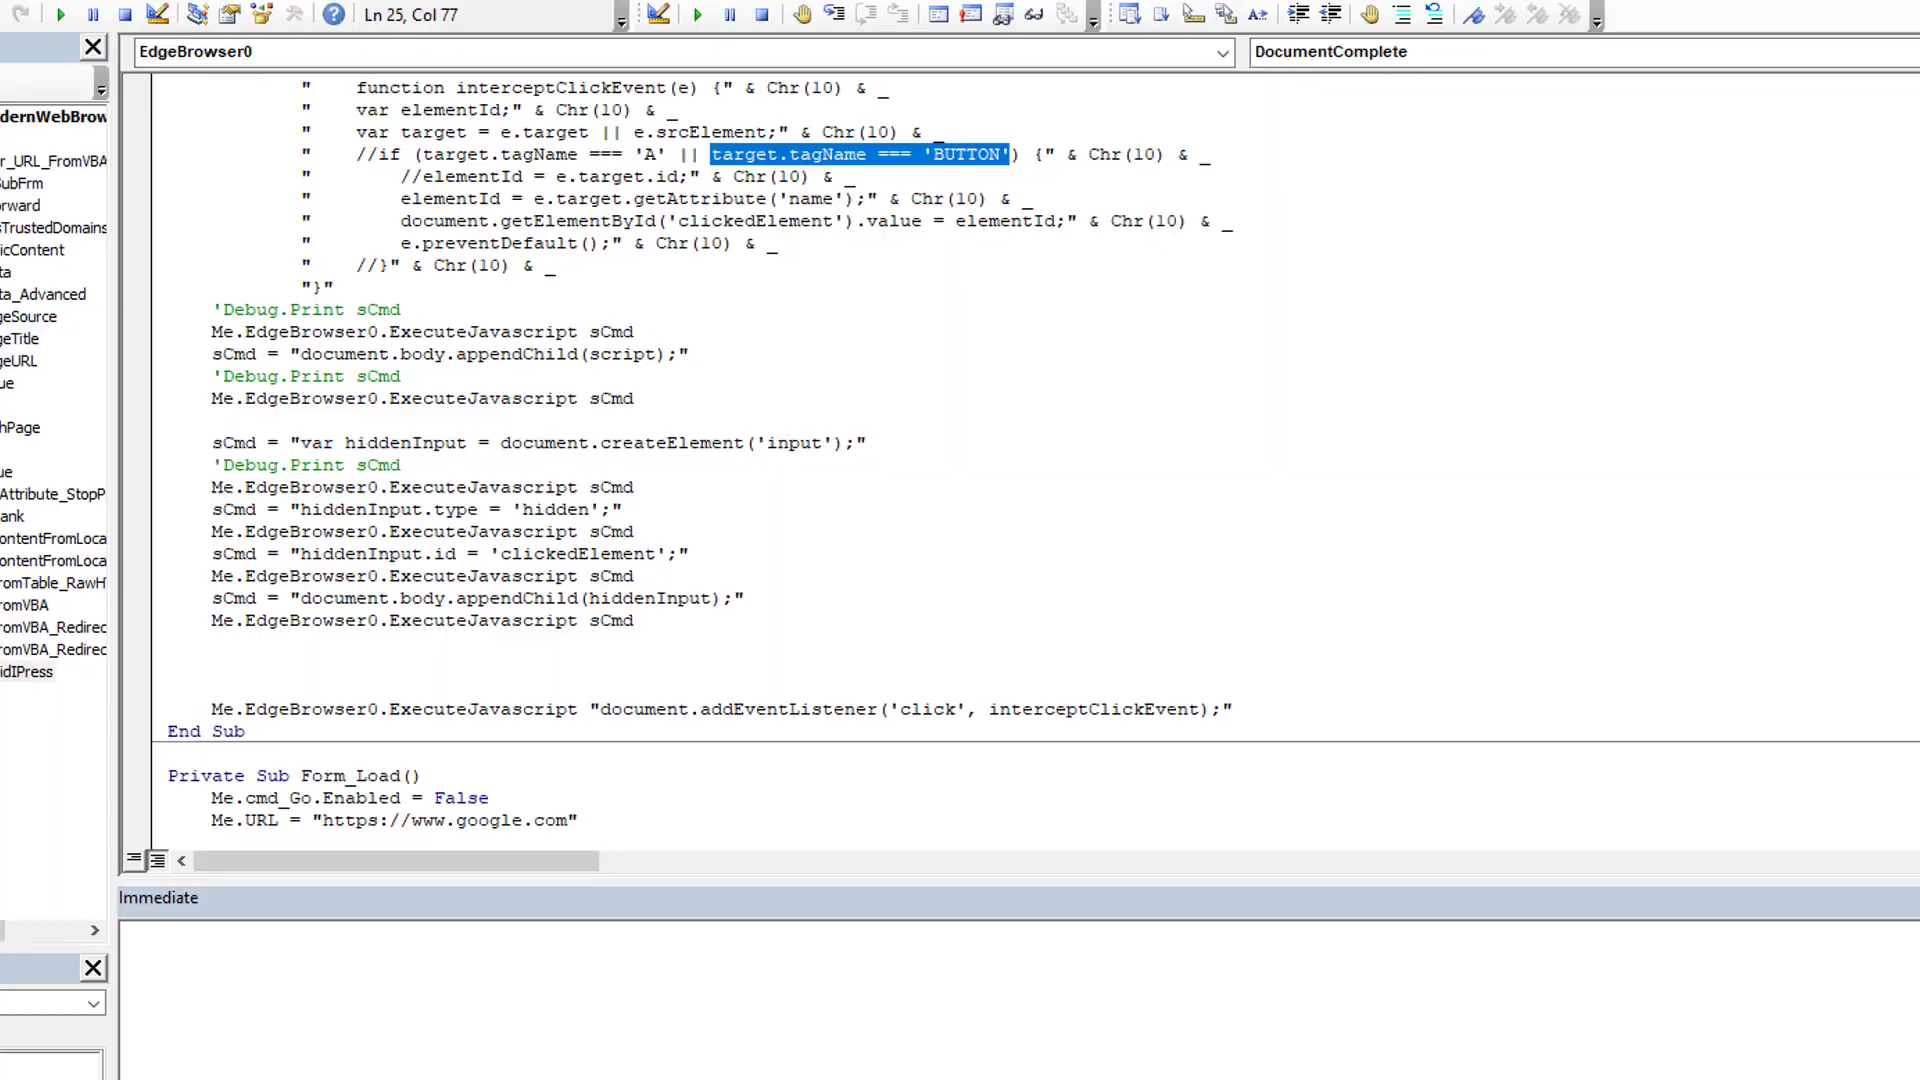 Ln 25, Col 77
EdgeBrowser0
DocumentComplete
dernWebBrow
r_URL_FromVBA
SubFrm
orward
sTrustedDomains
icContent
ta
ta_Advanced
geSource
geTitle
geURL
ue
hPage
ue
Attribute_StopP
ank
ontentFromLoca
ontentFromLoca
romTable_RawH
romVBA
romVBA_Redirec
romVBA_Redirec
idIPress
"    function interceptClickEvent(e) {" & Chr(10) & _
"    var elementId;" & Chr(10) & _
"    var target = e.target || e.srcElement;" & Chr(10) & _
"    //if (target.tagName === 'A' || target.tagName === 'BUTTON') {" & Chr(10) & _
"        //elementId = e.target.id;" & Chr(10) & _
"        elementId = e.target.getAttribute('name');" & Chr(10) & _
"        document.getElementById('clickedElement').value = elementId;" & Chr(10) & _
"        e.preventDefault();" & Chr(10) & _
"    //}" & Chr(10) & _
"}"
'Debug.Print sCmd
Me.EdgeBrowser0.ExecuteJavascript sCmd
sCmd = "document.body.appendChild(script);"
'Debug.Print sCmd
Me.EdgeBrowser0.ExecuteJavascript sCmd
sCmd = "var hiddenInput = document.createElement('input');"
'Debug.Print sCmd
Me.EdgeBrowser0.ExecuteJavascript sCmd
sCmd = "hiddenInput.type = 'hidden';"
Me.EdgeBrowser0.ExecuteJavascript sCmd
sCmd = "hiddenInput.id = 'clickedElement';"
Me.EdgeBrowser0.ExecuteJavascript sCmd
sCmd = "document.body.appendChild(hiddenInput);"
Me.EdgeBrowser0.ExecuteJavascript sCmd
Me.EdgeBrowser0.ExecuteJavascript "document.addEventListener('click', interceptClickEvent);"
End Sub
Private Sub Form_Load()
Me.cmd_Go.Enabled = False
Me.URL = "https://www.google.com"
Immediate